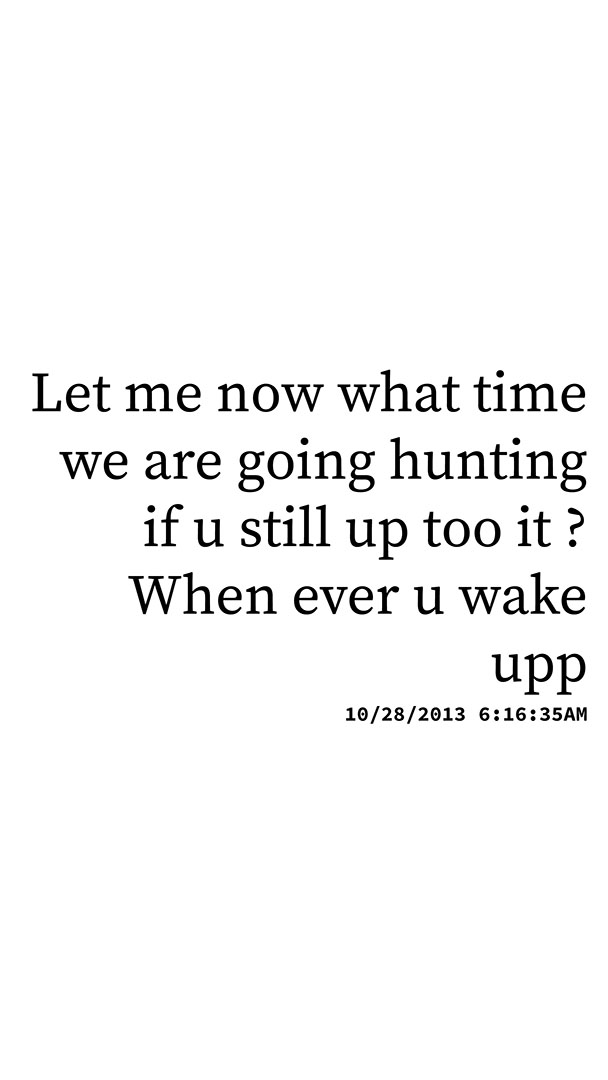 Let me now what time
we are going hunting
if u still up too it ?
When ever u wake
upp
10/28/2013 6:16:35AM